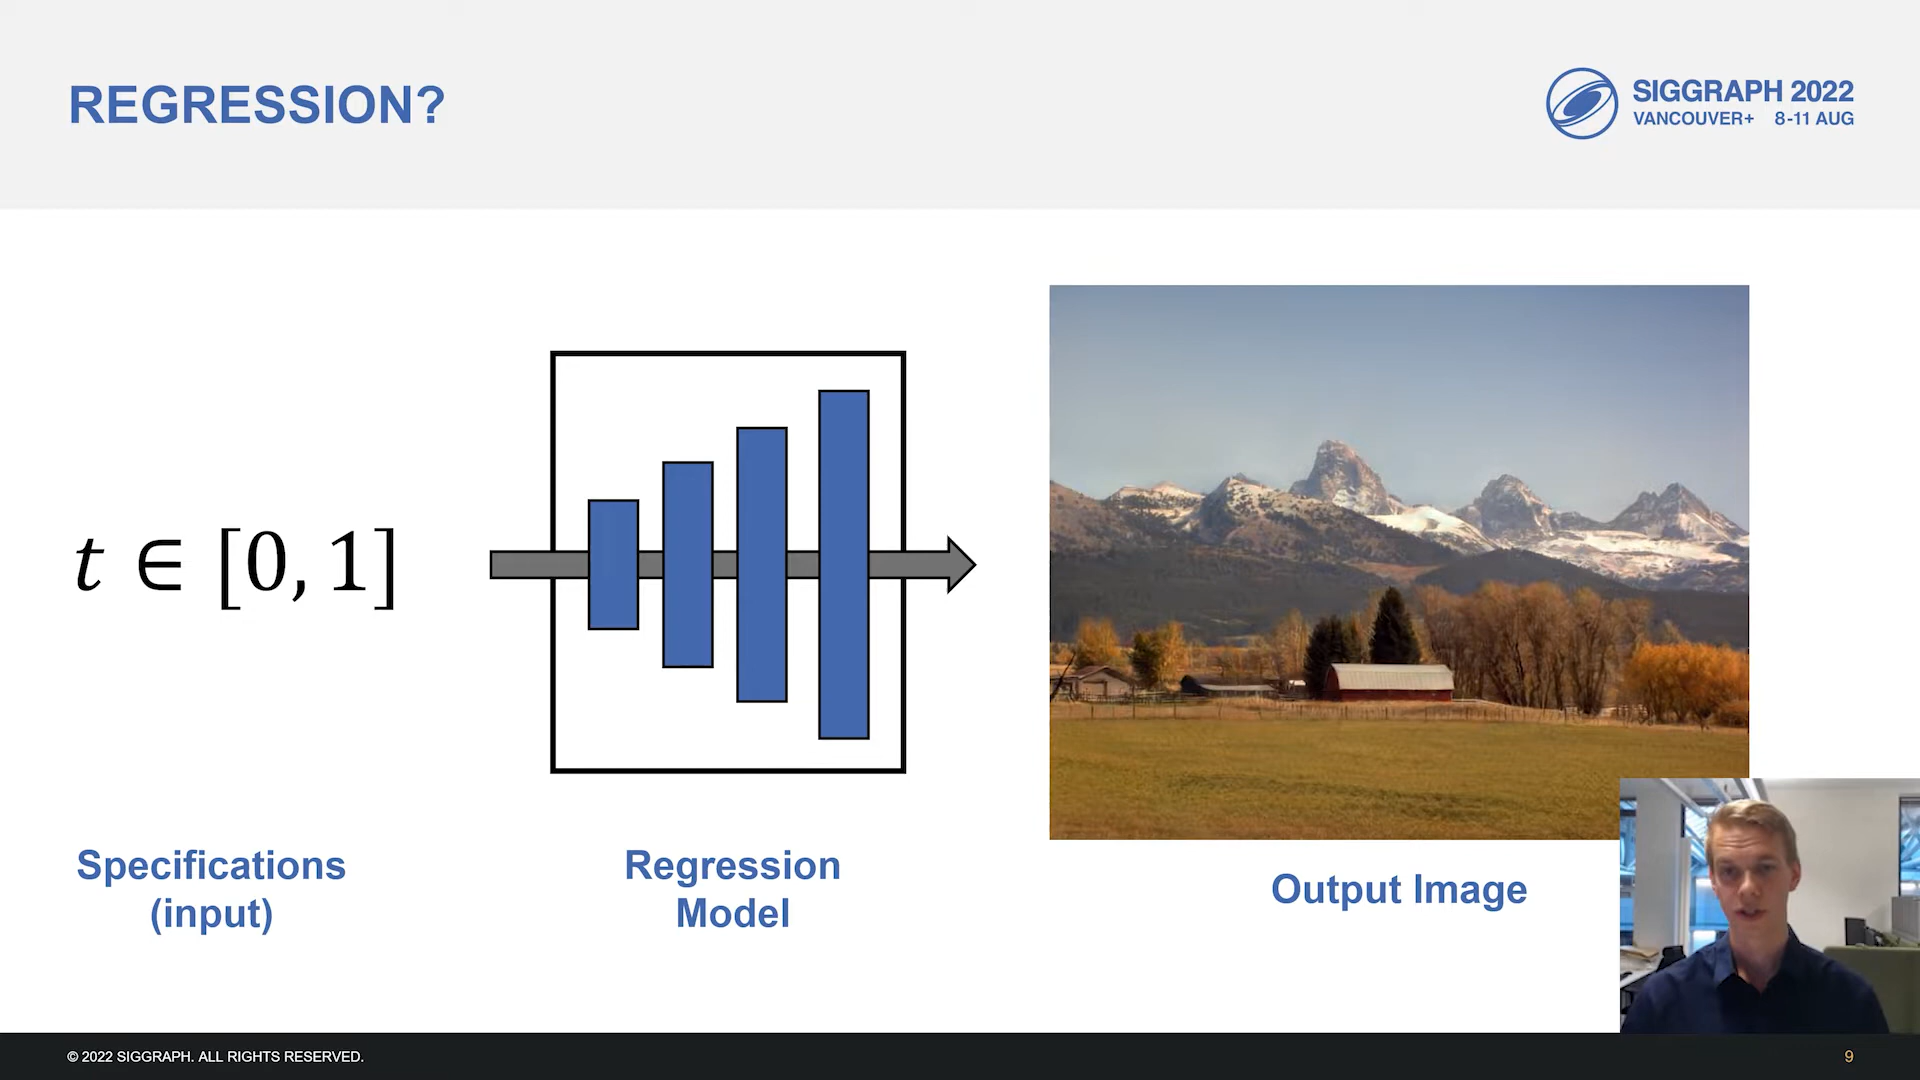 REGRESSION?
SIGGRAPH 2022
VANCOUVER+ 8-11 AUG
t ∈ [0, 1]
Specifications
(input)
Regression
Model
Output Image
© 2022 SIGGRAPH. ALL RIGHTS RESERVED.
9